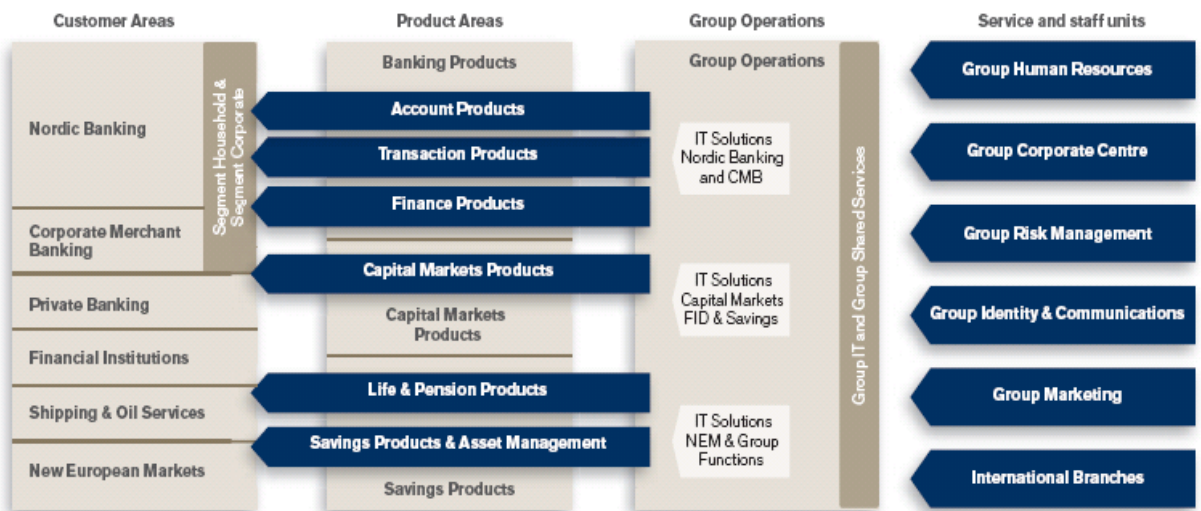 Customer Areas
Product Areas
Group Operations
Service and staff units
Nordic Banking
Corporate Merchant
Banking
Private Banking
Financial Institutions
Shipping & Oil Services
New European Markets
Segment Household &
Segment Corporate
Banking Products
Account Products
Transaction Products
Finance Products
Capital Markets Products
Capital Markets
Products
Life & Pension Products
Savings Products & Asset Management
Savings Products
Group Operations
IT Solutions
Nordic Banking
and CMB
IT Solutions
Capital Markets
FID & Savings
IT Solutions
NEM & Group
Functions
Group IT and Group Shared Services
Group Human Resources
Group Corporate Centre
Group Risk Management
Group Identity & Communications
Group Marketing
International Branches